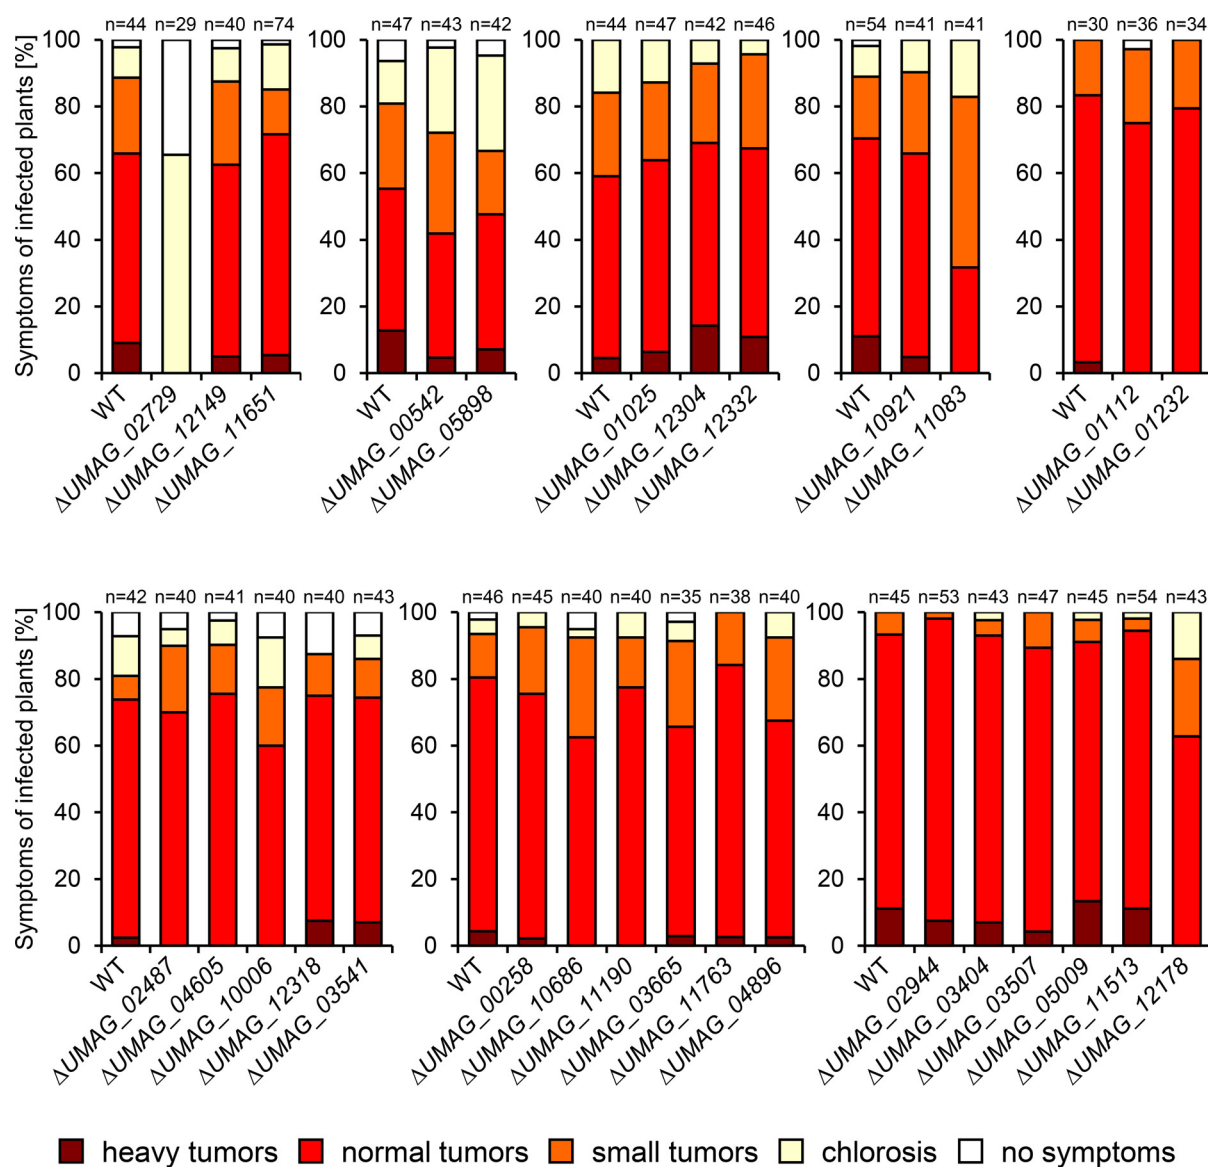 n=44 n=29 n=40 n=74
n=47 n=43 n=42
n=44 n=47 n=42 n=46
n=54 n=41 n=41
n=30 n=36 n=34
Symptoms of infected plants [%]
100
80
60
40
20
0
100
80
60
40
20
0
100
80
60
40
20
0
100
80
60
40
20
0
100
80
60
40
20
0
WT
ΔUMAG_02729
ΔUMAG_12149
ΔUMAG_11651
WT
ΔUMAG_00542
ΔUMAG_05898
WT
ΔUMAG_01025
ΔUMAG_12304
ΔUMAG_12332
WT
ΔUMAG_10921
ΔUMAG_11083
WT
ΔUMAG_01112
ΔUMAG_01232
n=42 n=40 n=41 n=40 n=40 n=43
n=46 n=45 n=40 n=40 n=35 n=38 n=40
n=45 n=53 n=43 n=47 n=45 n=54 n=43
Symptoms of infected plants [%]
100
80
60
40
20
0
100
80
60
40
20
0
100
80
60
40
20
0
WT
ΔUMAG_02487
ΔUMAG_04605
ΔUMAG_10006
ΔUMAG_12318
ΔUMAG_03541
WT
ΔUMAG_00258
ΔUMAG_10686
ΔUMAG_11190
ΔUMAG_03665
ΔUMAG_11763
ΔUMAG_04896
WT
ΔUMAG_02944
ΔUMAG_03404
ΔUMAG_03507
ΔUMAG_05009
ΔUMAG_11513
ΔUMAG_12178
heavy tumors normal tumors small tumors chlorosis no symptoms